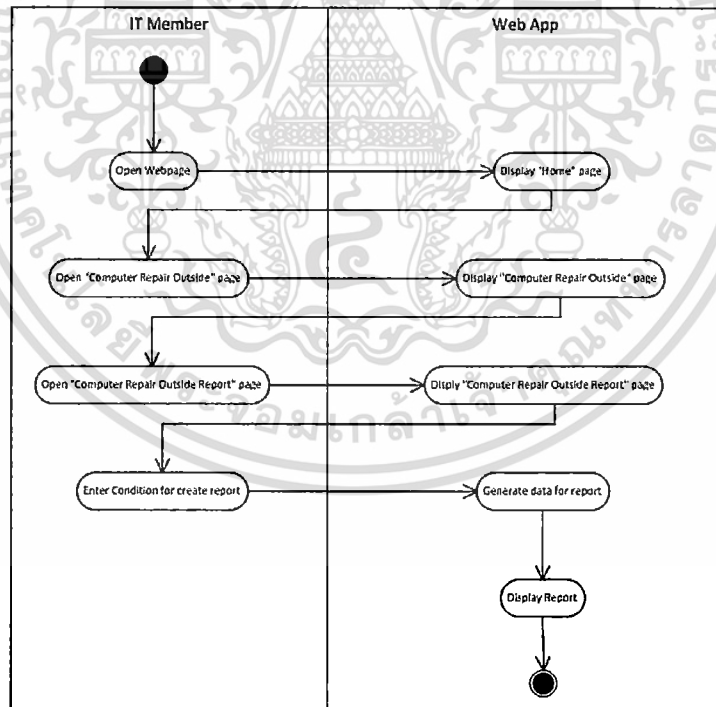 IT Member
Web App
Open Webpage
Display "Home" page
Open "Computer Repair Outside" page
Display "Computer Repair Outside" page
Open "Computer Repair Outside Report" page
Disply "Computer Repair Outside Report" page
Enter Condition for create report
Generate data for report
Display Report